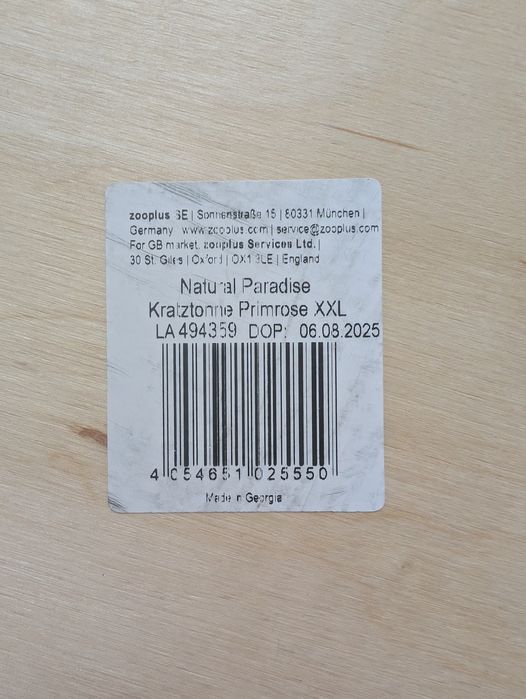 zooplus SE | Sonnenstraße 15 | 80331 München |
Germany www.zooplus.com | service@zooplus.com
For GB market, zooplus Services Ltd. |
30 St. Giles | Oxford | OX1 3LE | England
Natural Paradise
Kratztonne Primrose XXL
LA 494359 DOP: 06.08.2025
4 054651 025550
Made in Georgia